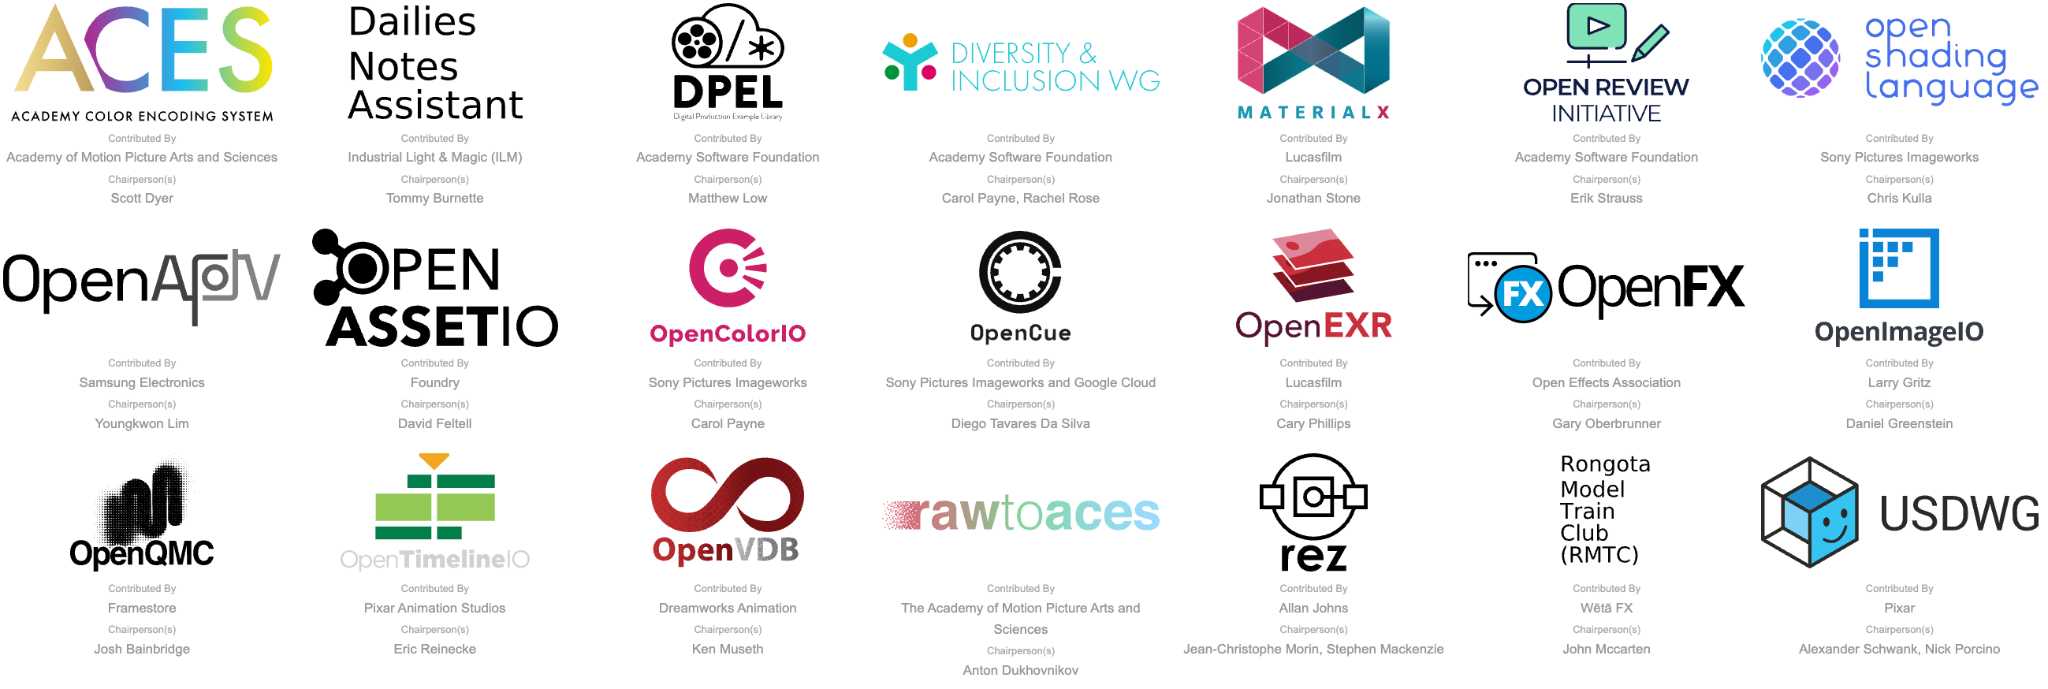 ACES
ACADEMY COLOR ENCODING SYSTEM
Contributed By
Academy of Motion Picture Arts and Sciences
Chairperson(s)
Scott Dyer
Dailies
Notes
Assistant
Contributed By
Industrial Light & Magic (ILM)
Chairperson(s)
Tommy Burnette
DPEL
Digital Production Example Library
Contributed By
Academy Software Foundation
Chairperson(s)
Matthew Low
DIVERSITY &
INCLUSION WG
Contributed By
Academy Software Foundation
Chairperson(s)
Carol Payne, Rachel Rose
MATERIALX
Contributed By
Lucasfilm
Chairperson(s)
Jonathan Stone
OPEN REVIEW
INITIATIVE
Contributed By
Academy Software Foundation
Chairperson(s)
Erik Strauss
open
shading
language
Contributed By
Sony Pictures Imageworks
Chairperson(s)
Chris Kulla
OpenAPV
Contributed By
Samsung Electronics
Chairperson(s)
Youngkwon Lim
OPEN
ASSETIO
Contributed By
Foundry
Chairperson(s)
David Feltell
OpenColorIO
Contributed By
Sony Pictures Imageworks
Chairperson(s)
Carol Payne
OpenCue
Contributed By
Sony Pictures Imageworks and Google Cloud
Chairperson(s)
Diego Tavares Da Silva
OpenEXR
Contributed By
Lucasfilm
Chairperson(s)
Cary Phillips
FX OpenFX
Contributed By
Open Effects Association
Chairperson(s)
Gary Oberbrunner
OpenImageIO
Contributed By
Larry Gritz
Chairperson(s)
Daniel Greenstein
OpenQMC
Contributed By
Framestore
Chairperson(s)
Josh Bainbridge
OpenTimelineIO
Contributed By
Pixar Animation Studios
Chairperson(s)
Eric Reinecke
OpenVDB
Contributed By
Dreamworks Animation
Chairperson(s)
Ken Museth
rawtoaces
Contributed By
The Academy of Motion Picture Arts and
Sciences
Chairperson(s)
Anton Dukhovnikov
rez
Contributed By
Allan Johns
Chairperson(s)
Jean-Christophe Morin, Stephen Mackenzie
Rongota
Model
Train
Club
(RMTC)
Contributed By
Wētā FX
Chairperson(s)
John Mccarten
USDWG
Contributed By
Pixar
Chairperson(s)
Alexander Schwank, Nick Porcino